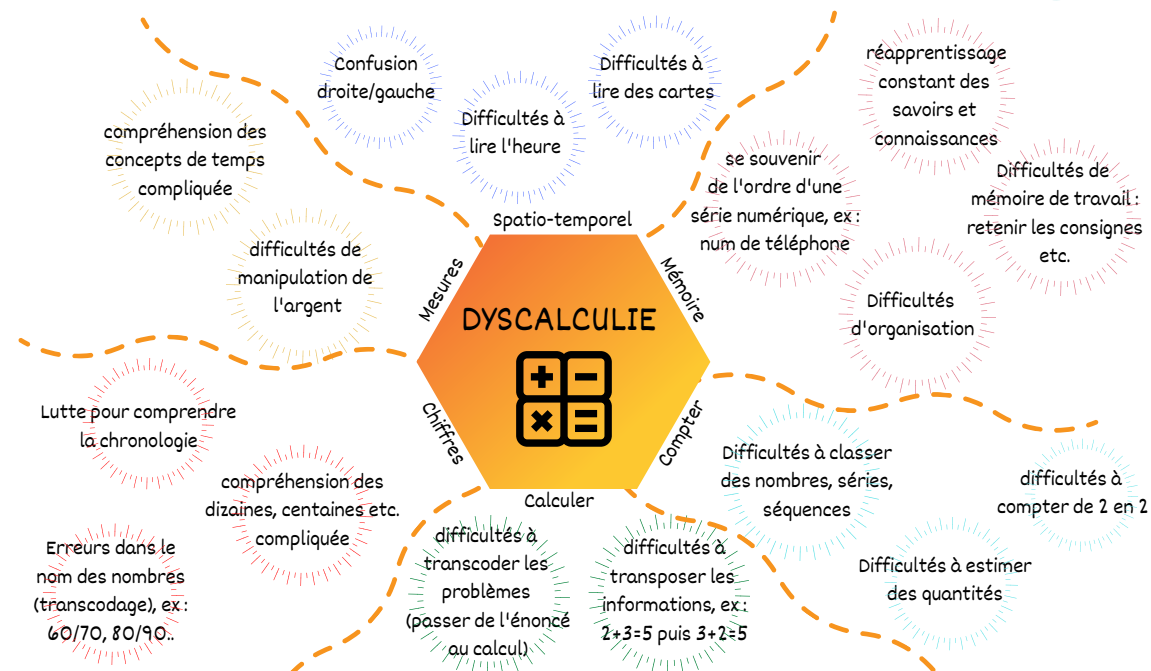 DYSCALCULIE
Spatio-temporel
Confusion
droite/gauche
Difficultés à
lire l'heure
Difficultés à
lire des cartes
Mémoire
réapprentissage
constant des
savoirs et
connaissances
se souvenir
de l'ordre d'une
série numérique, ex :
num de téléphone
Difficultés de
mémoire de travail :
retenir les consignes
etc.
Difficultés
d'organisation
Compter
Difficultés à classer
des nombres, séries,
séquences
difficultés à
compter de 2 en 2
Difficultés à estimer
des quantités
Calculer
difficultés à
transcoder les
problèmes
(passer de l'énoncé
au calcul)
difficultés à
transposer les
informations, ex :
2+3=5 puis 3+2=5
Chiffres
Lutte pour comprendre
la chronologie
compréhension des
dizaines, centaines etc.
compliquée
Erreurs dans le
nom des nombres
(transcodage), ex :
60/70, 80/90..
Mesures
compréhension des
concepts de temps
compliquée
difficultés de
manipulation de
l'argent